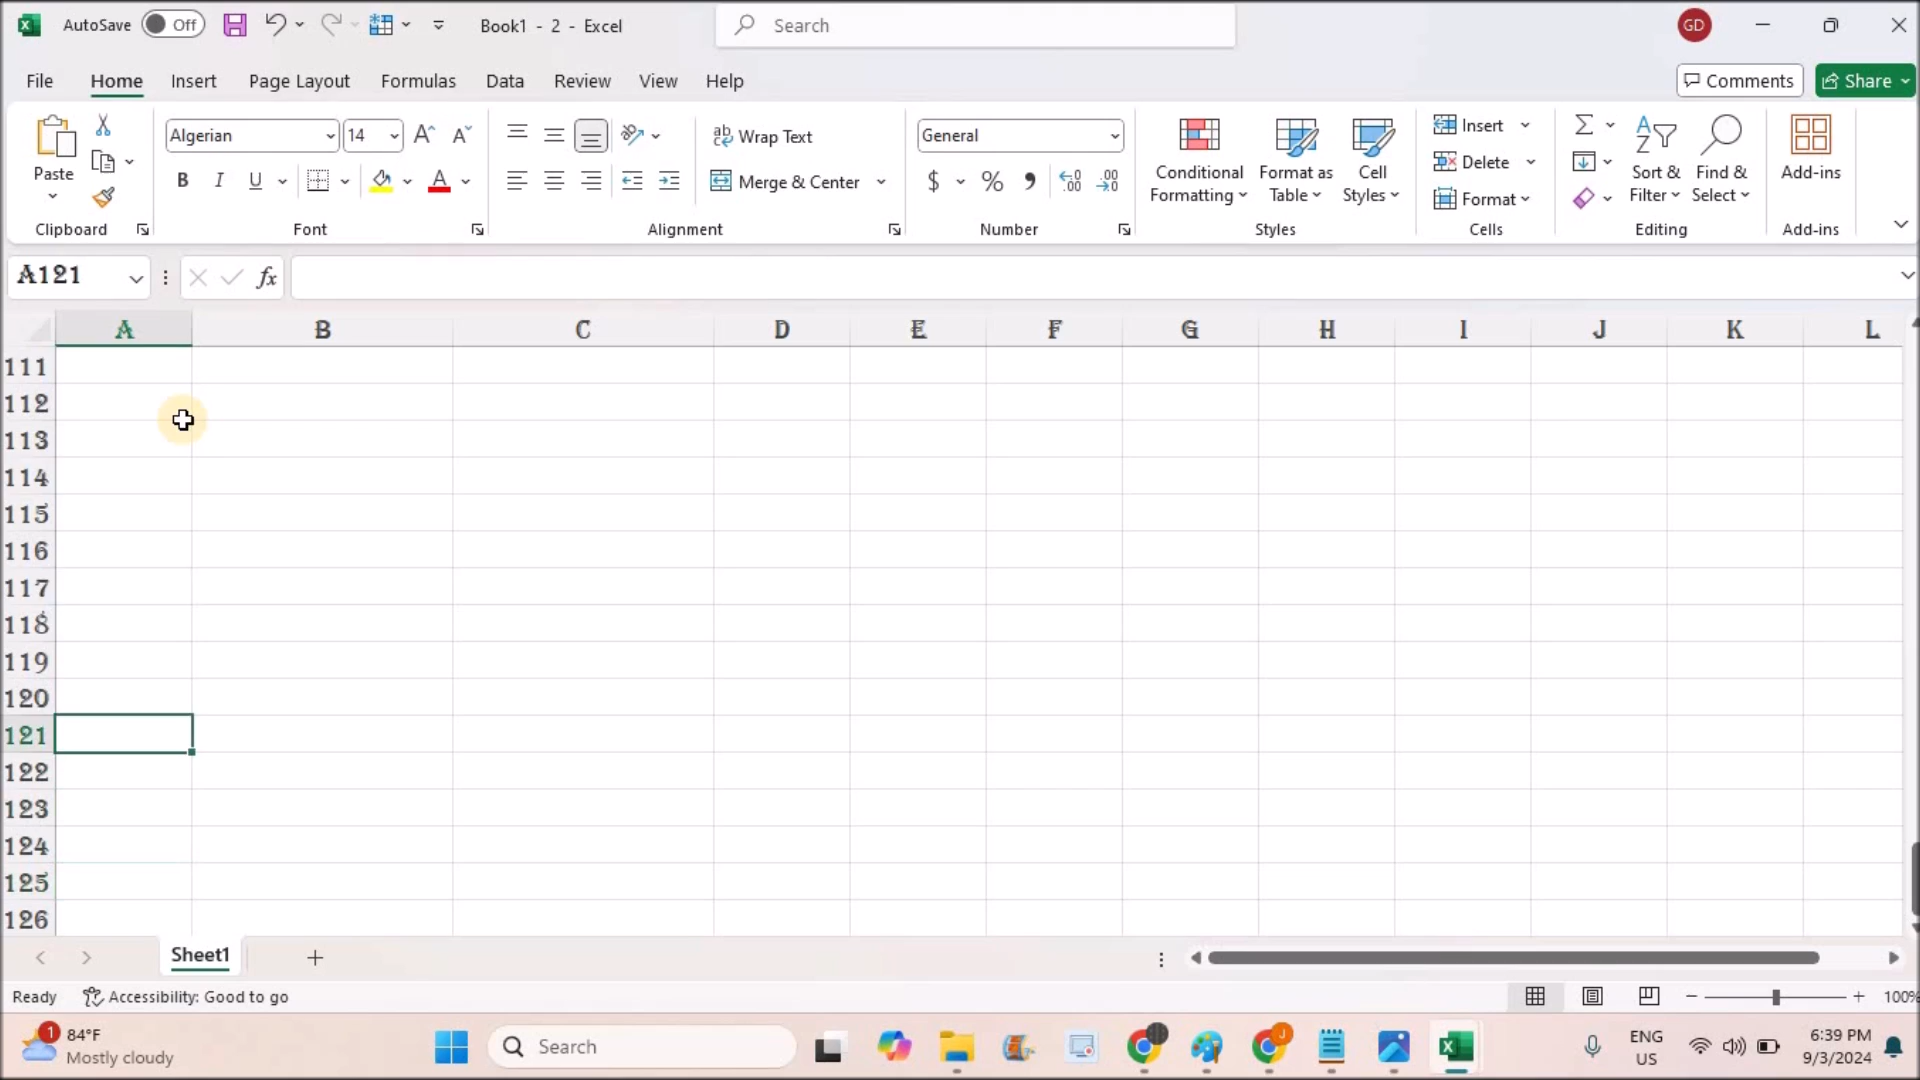 AutoSave Off Book1 - 2 - Excel Search GD
File Home Insert Page Layout Formulas Data Review View Help Comments Share
Paste Algerian 14 ab Wrap Text General Conditional Formatting Format as Table Cell Styles Insert Sort & Filter Find & Select Add-ins
B I U A Merge & Center $ % Delete
Format
Clipboard Font Alignment Number Styles Cells Editing Add-ins
A121 fx
A B C D E F G H I J K L
111
112
113
114
115
116
117
118
119
120
121
122
123
124
125
126
Sheet1
Ready Accessibility: Good to go 100%
1 84°F Mostly cloudy Search J ENG US 6:39 PM 9/3/2024